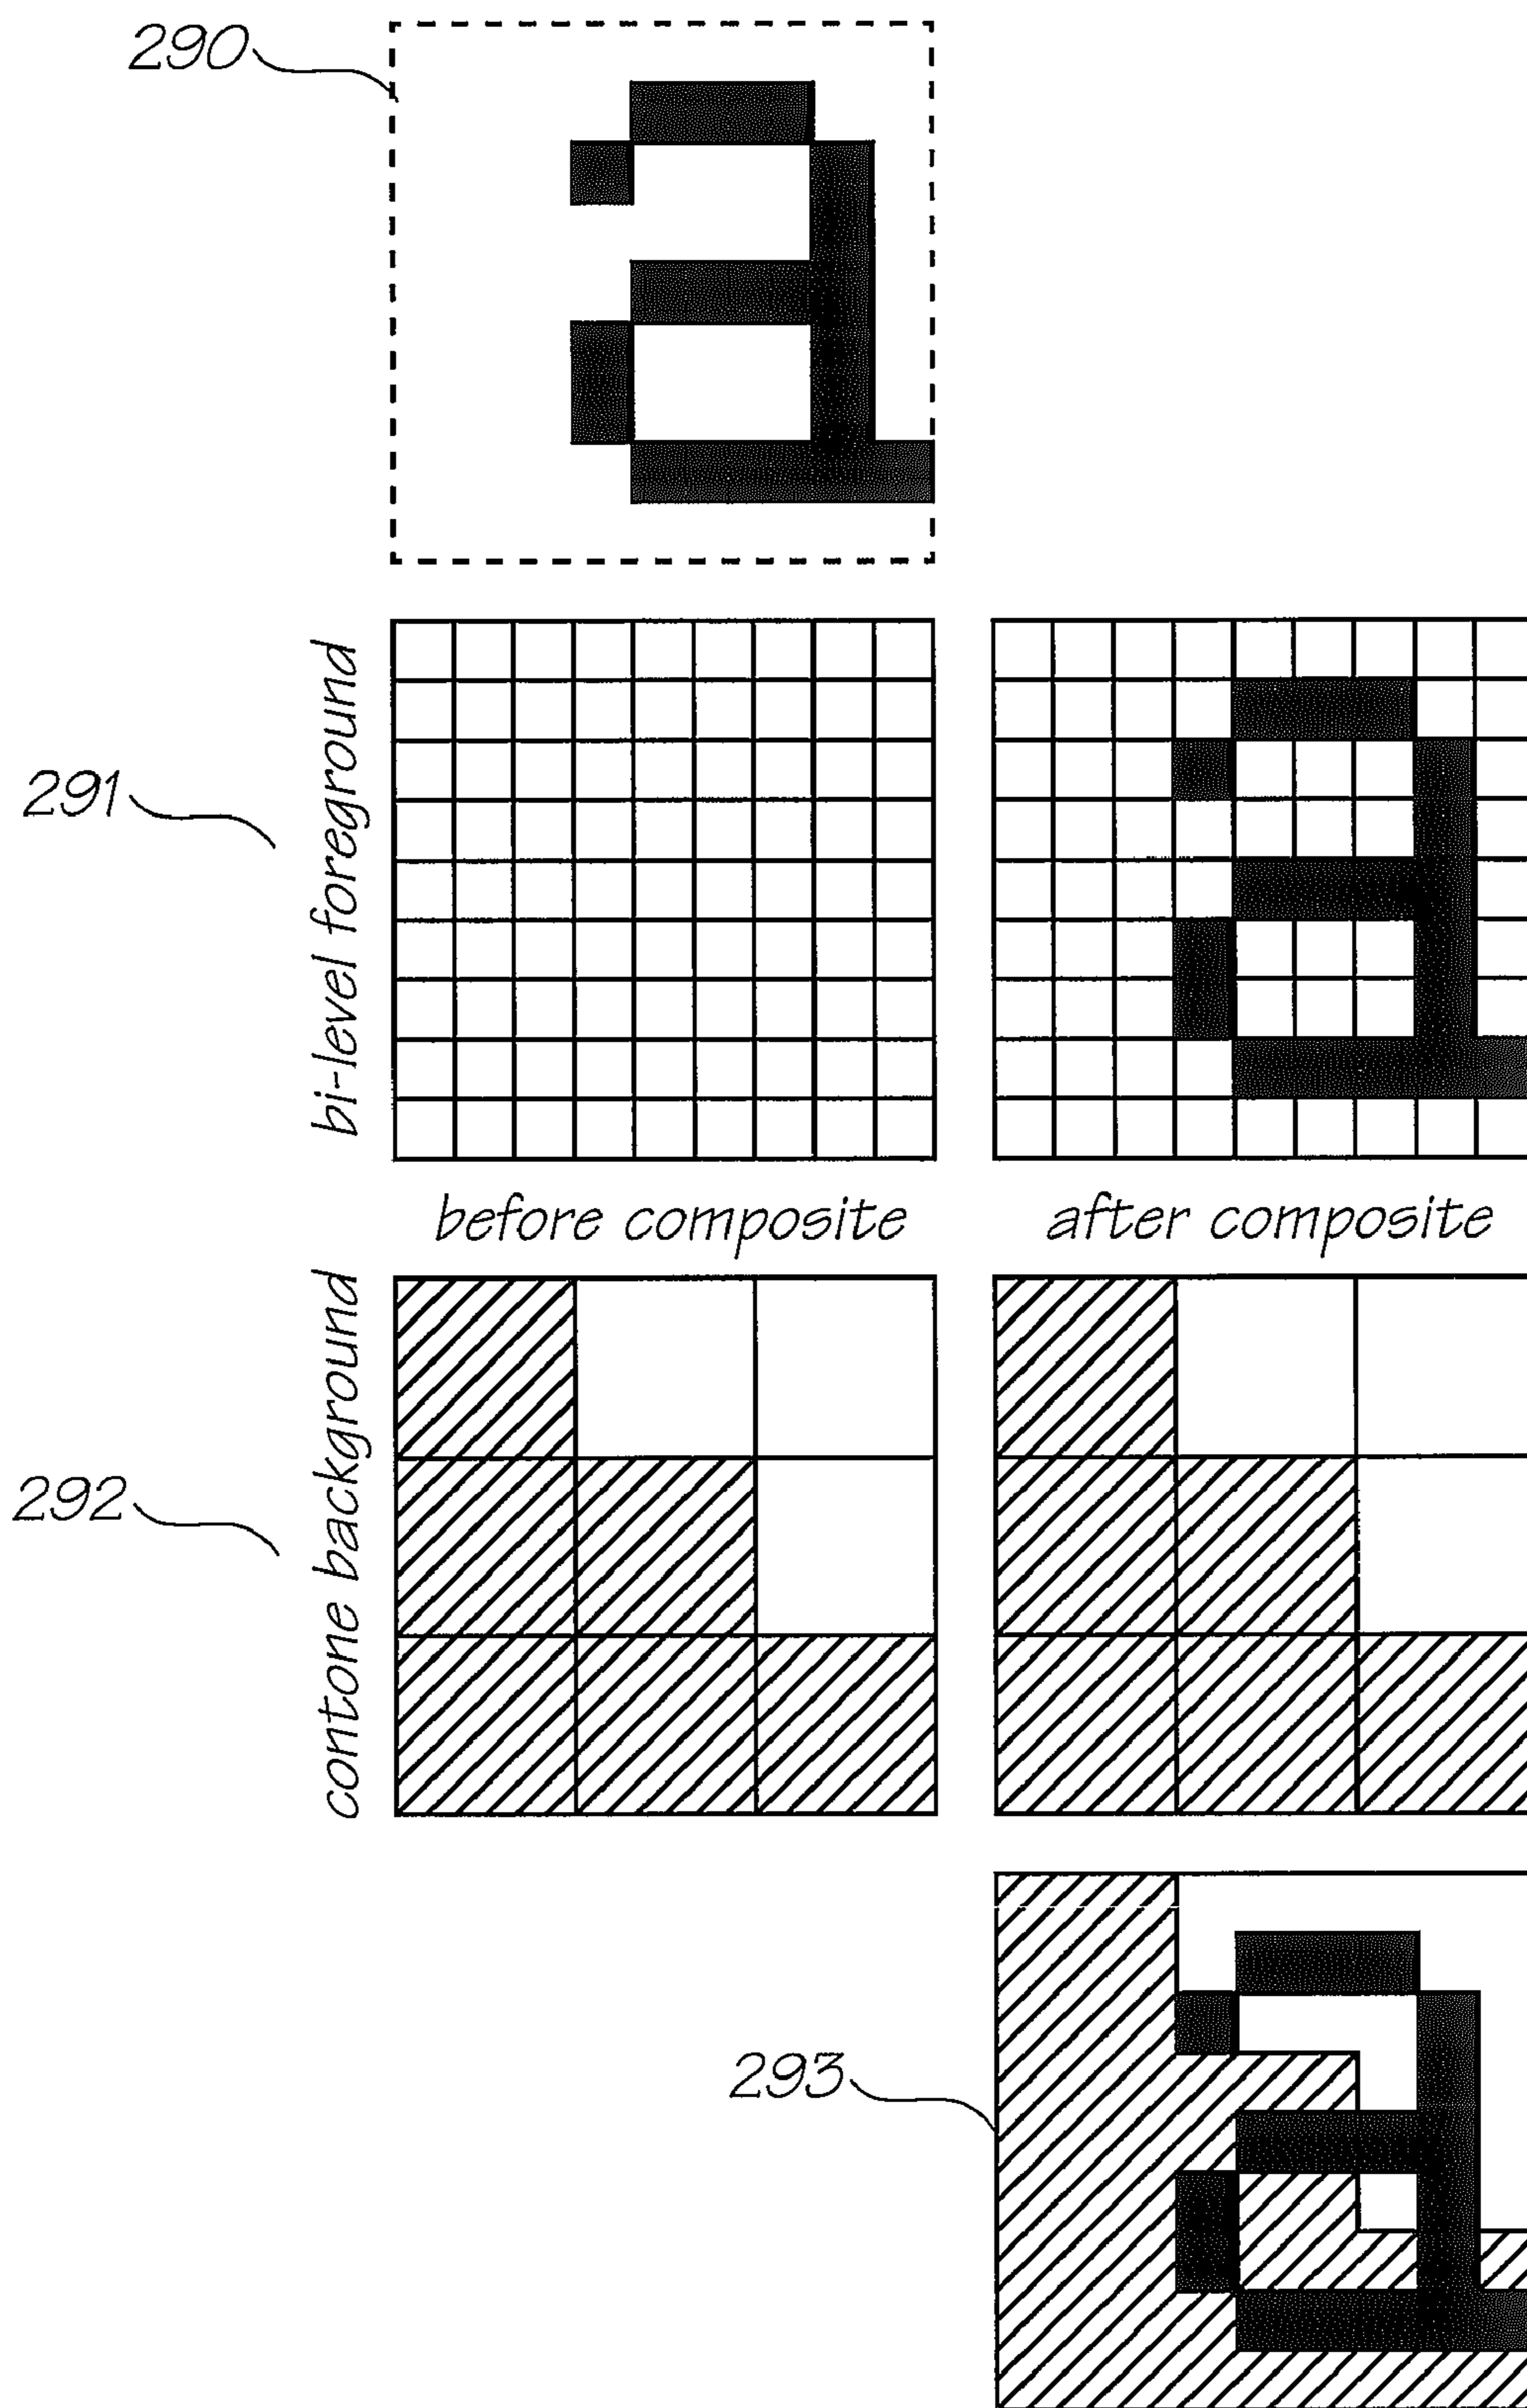 290
291
bi-level foreground
before composite
after composite
292
contone background
293